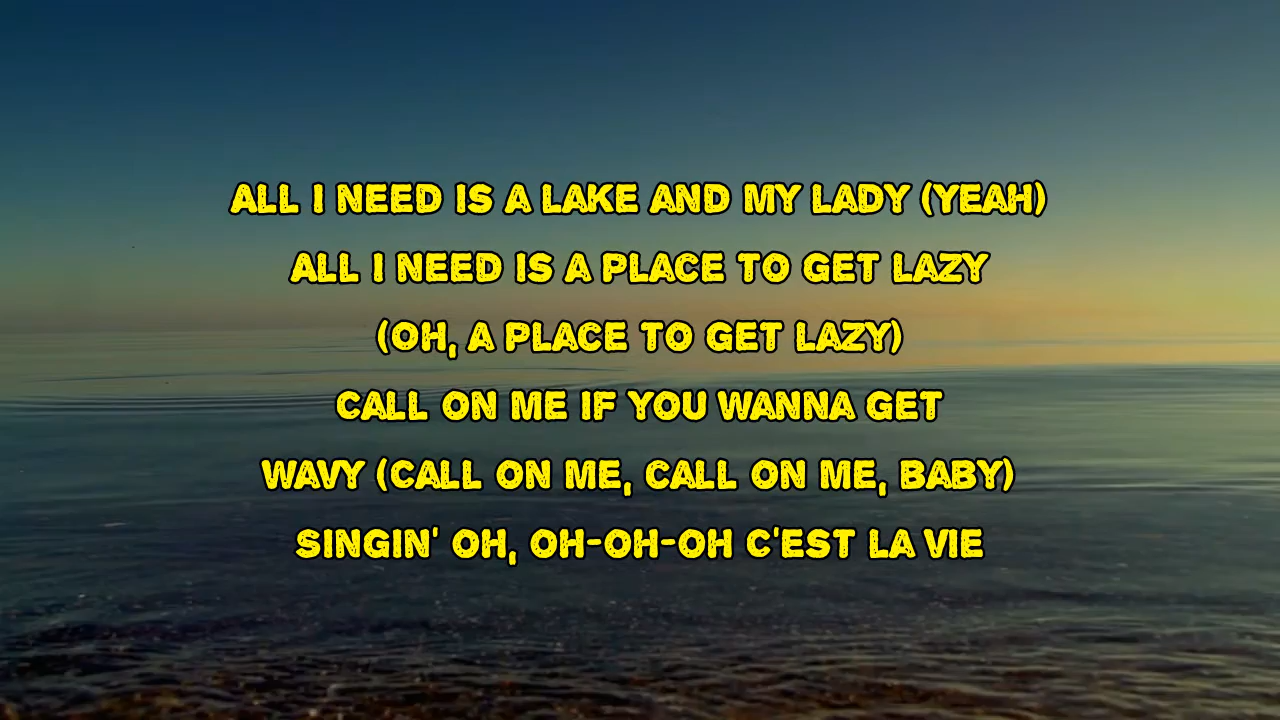 ALL I NEED IS A LAKE AND MY LADY (YEAH)
ALL I NEED IS A PLACE TO GET LAZY
(OH, A PLACE TO GET LAZY)
CALL ON ME IF YOU WANNA GET
WAVY (CALL ON ME, CALL ON ME, BABY)
SINGIN' OH, OH-OH-OH C'EST LA VIE